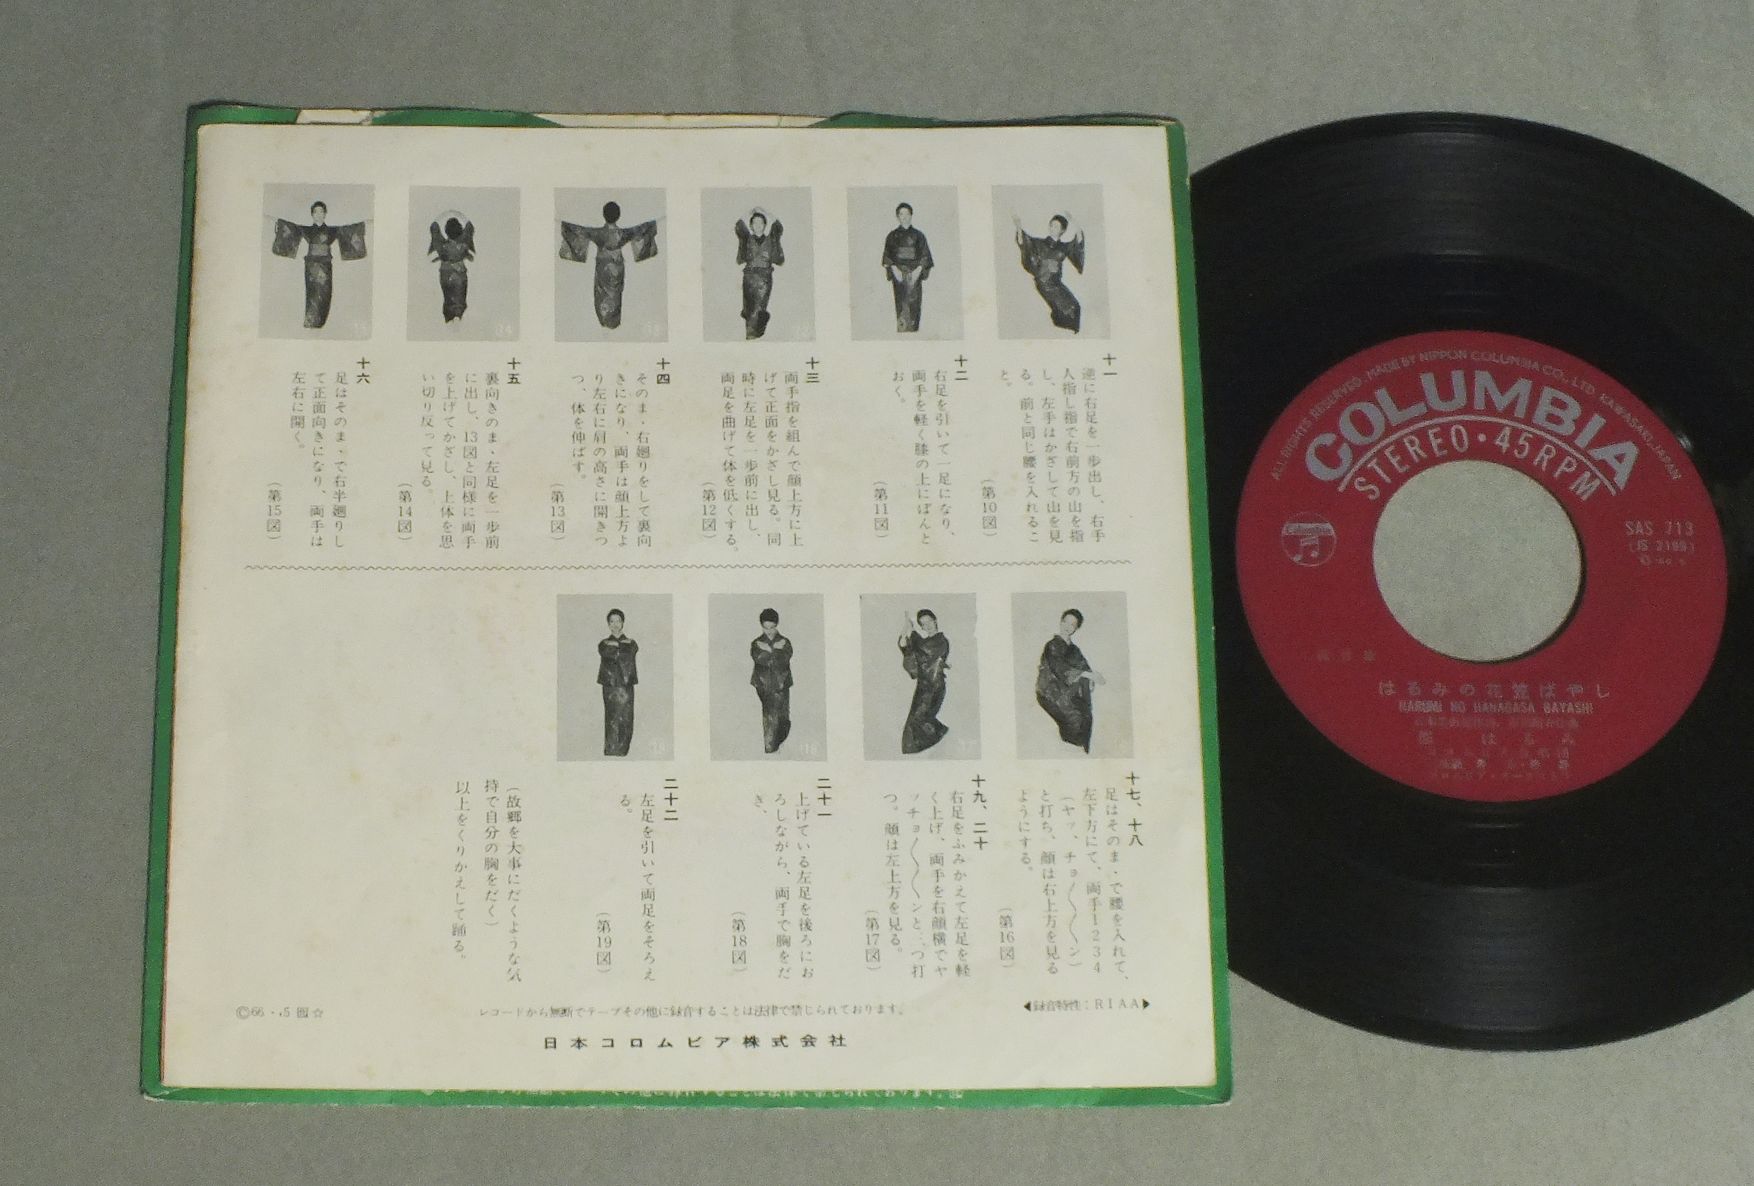 十一
逆に右足を一歩出し、右手
人指し指で右前方の山を指
し、左手はかざして山を見
る。前と同じ腰を入れるこ
と。
(第10図)
十二
右足を引いて一足になり、
両手を軽く膝の上にぽんと
おく。
(第11図)
十三
両手指を組んで顔上方に上
げて正面をかざし見る。同
時に左足を一歩前に出し、
両足を曲げて体を低くする。
(第12図)
十四
そのまゝ右廻りをして裏向
きになり、両手は顔上方よ
り左右に肩の高さに開きつ
つ、体を伸ばす。
(第13図)
十五
裏向きのまゝ左足を一歩前
に出し、13図と同様に両手
を上げてかざし、上体を思
い切り反って見る。
(第14図)
十六
足はそのまゝで右半廻りし
て正面向きになり、両手は
左右に開く。
(第15図)
十七、十八
足はそのまゝで腰を入れて、
左下方にて、両手1234
(ヤッ、チョ〱〱ン)
と打ち、顔は右上方を見る
ようにする。
(第16図)
十九、二十
右足をふみかえて左足を軽
く上げ、両手を右顔横でヤ
ッチョ〱〱ンと四つ打
つ。顔は左上方を見る。
(第17図)
二十一
上げている左足を後ろにお
ろしながら、両手で胸をだ
き、
(第18図)
二十二
左足を引いて両足をそろえ
る。
(第19図)
(故郷を大事にだくような気
持で自分の胸をだく)
以上をくりかえして踊る。
Ⓒ66・5
レコードから無断でテープその他に録音することは法律で禁じられております。
◀録音特性:RIAA▶
日本コロムビア株式会社
ALL RIGHTS RESERVED. MADE BY NIPPON COLUMBIA CO., LTD. KAWASAKI, JAPAN
COLUMBIA
STEREO・45RPM
SAS 713
はるみの花笠ばやし
HARUMI NO HANAGASA BAYASHI
都 はるみ